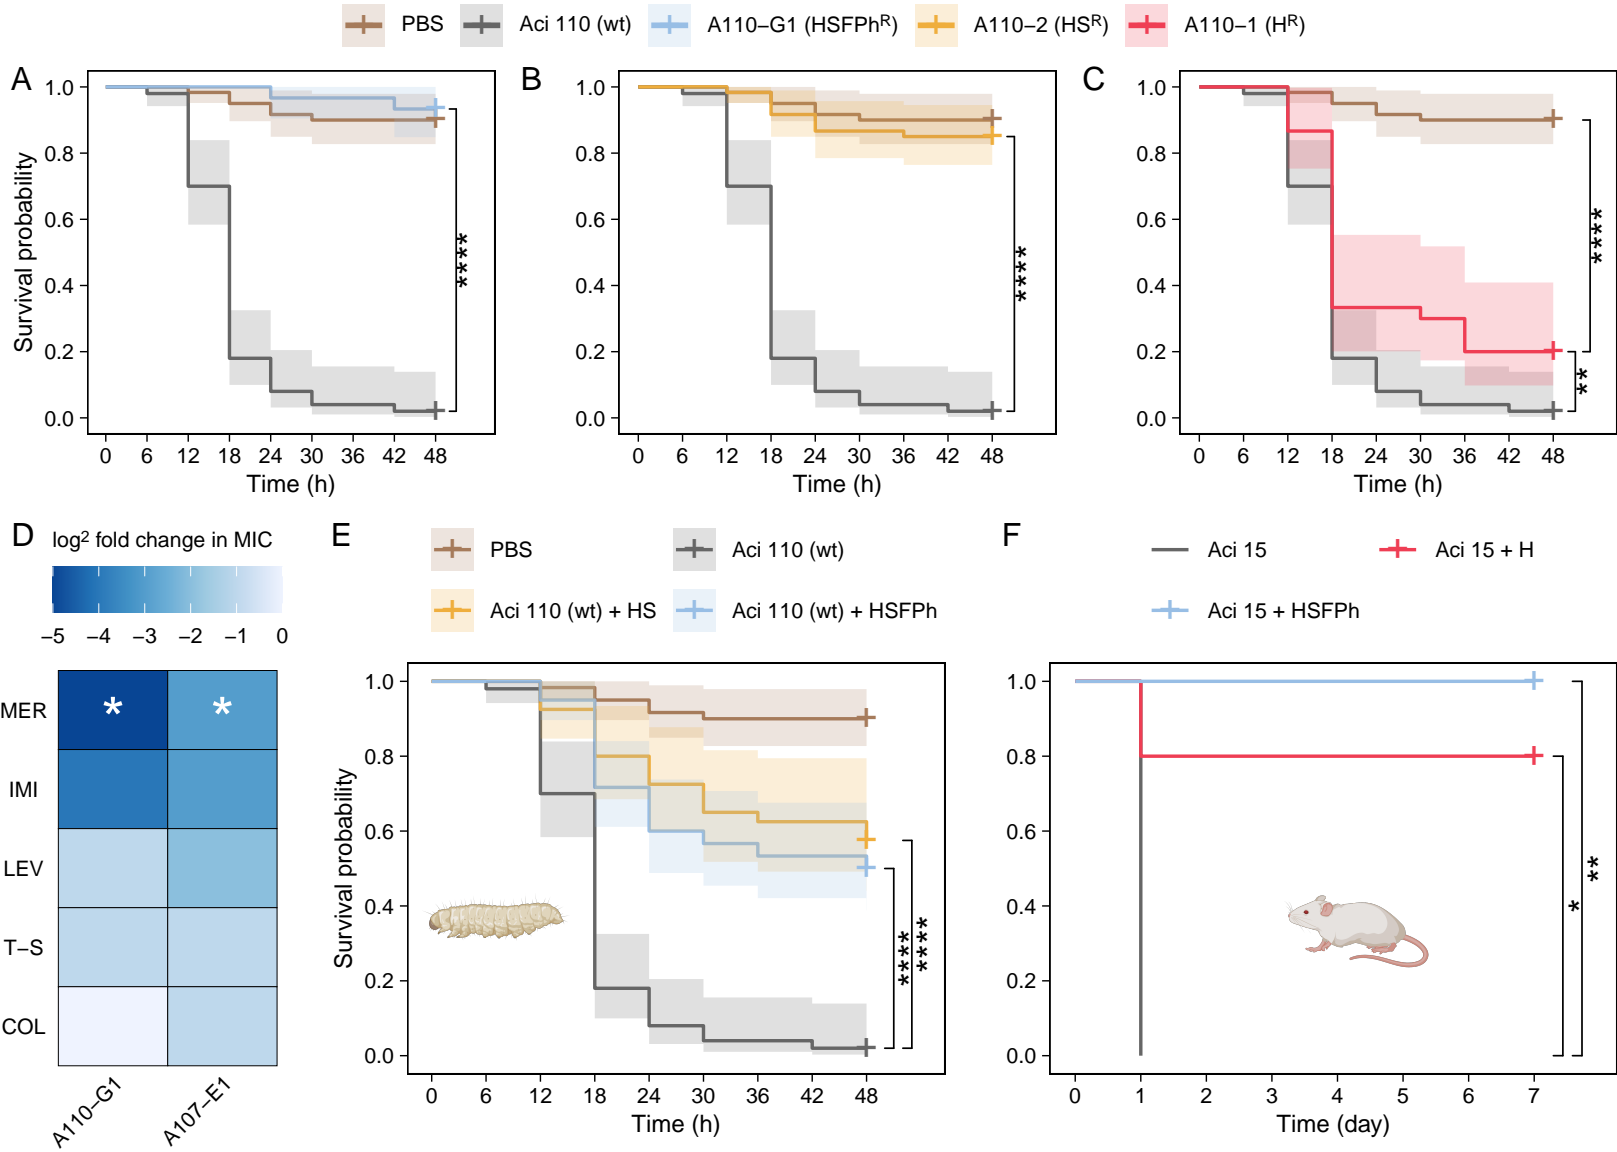 PBS Aci 110 (wt) A110−G1 (HSFPhᴿ) A110−2 (HSᴿ) A110−1 (Hᴿ)
A
Survival probability
1.0
0.8
0.6
0.4
0.2
0.0
0 6 12 18 24 30 36 42 48
Time (h)
****
B
1.0
0.8
0.6
0.4
0.2
0.0
0 6 12 18 24 30 36 42 48
Time (h)
****
C
1.0
0.8
0.6
0.4
0.2
0.0
0 6 12 18 24 30 36 42 48
Time (h)
****
**
D
log² fold change in MIC
−5 −4 −3 −2 −1 0
MER * *
IMI
LEV
T−S
COL
A110−G1
A107−E1
E
PBS Aci 110 (wt)
Aci 110 (wt) + HS Aci 110 (wt) + HSFPh
Survival probability
1.0
0.8
0.6
0.4
0.2
0.0
0 6 12 18 24 30 36 42 48
Time (h)
****
****
F
Aci 15 Aci 15 + H
Aci 15 + HSFPh
1.0
0.8
0.6
0.4
0.2
0.0
0 1 2 3 4 5 6 7
Time (day)
*
**